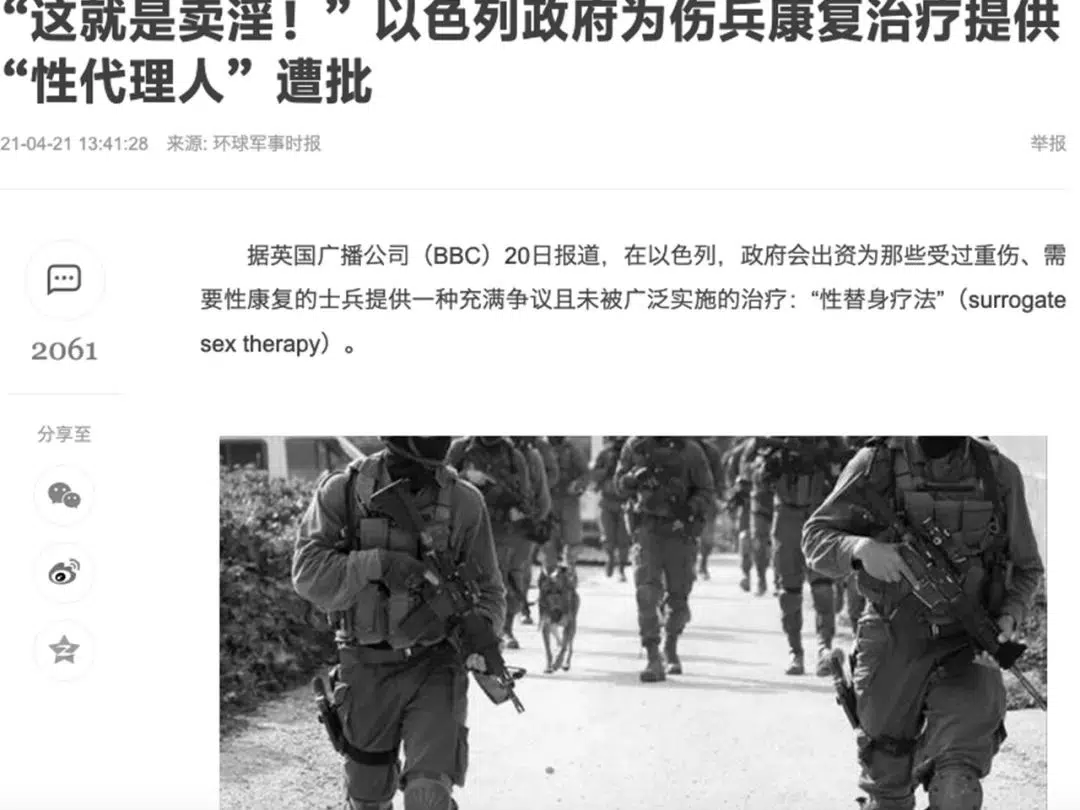 “这就是卖淫！”以色列政府为伤兵康复治疗提供
“性代理人”遭批
21-04-21 13:41:28 来源: 环球军事时报 举报
据英国广播公司（BBC）20日报道，在以色列，政府会出资为那些受过重伤、需
要性康复的士兵提供一种充满争议且未被广泛实施的治疗：“性替身疗法”（surrogate
sex therapy）。
2061
分享至